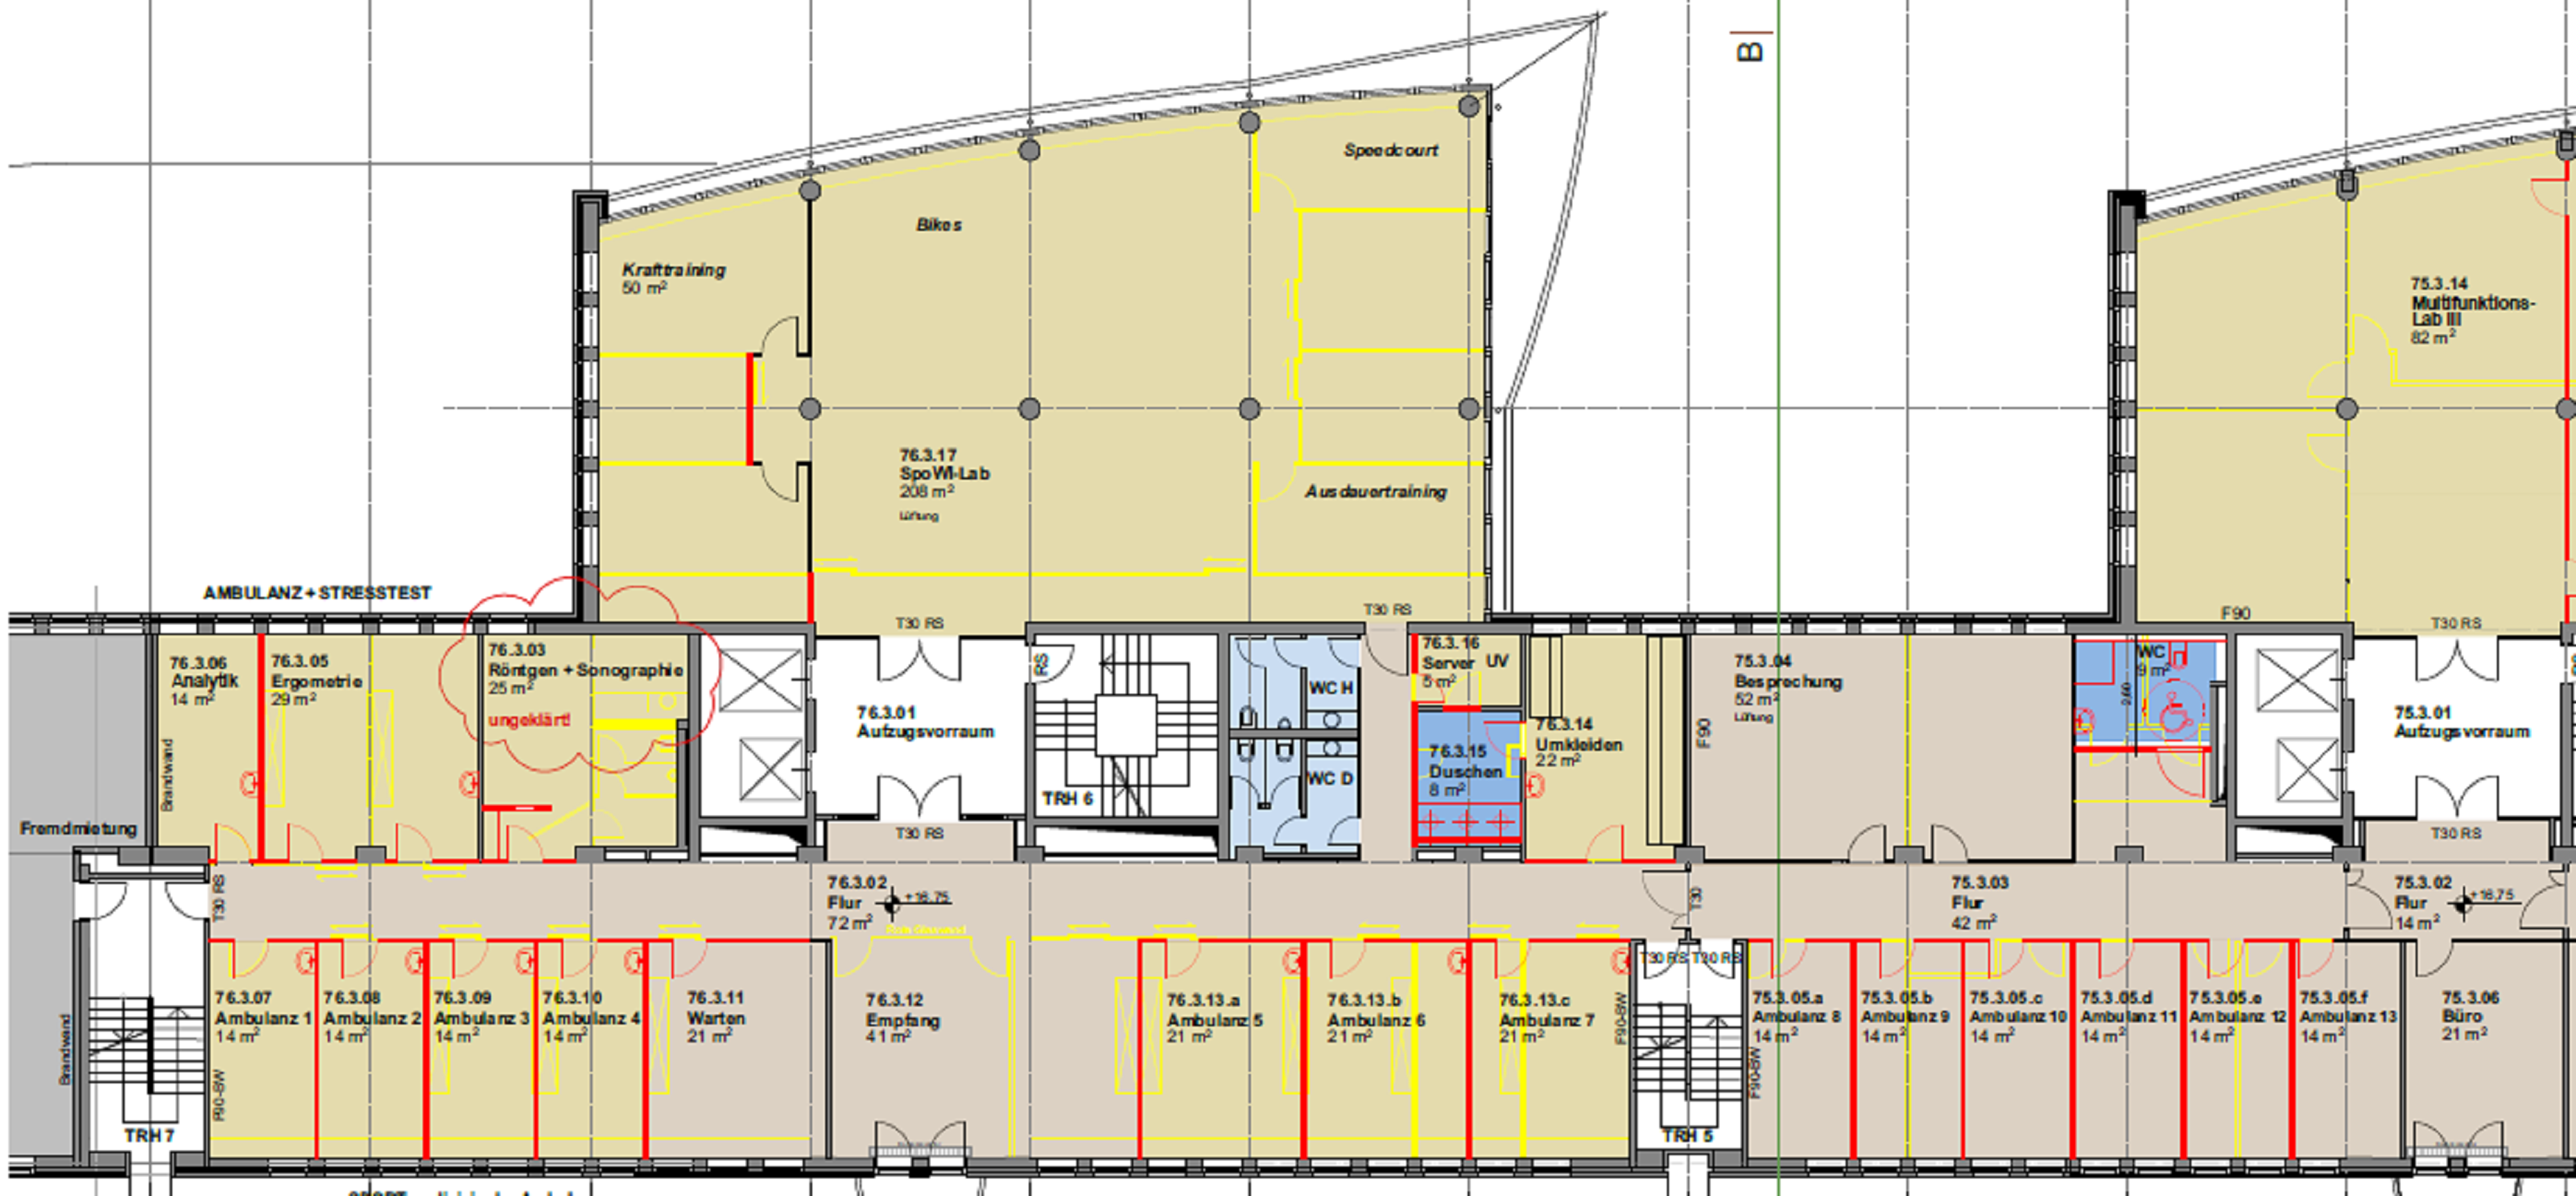 B
Speedcourt
Bikes
Krafttraining
50 m²
75.3.14
Multifunktions-
Lab III
82 m²
76.3.17
SpoWi-Lab
208 m²
Lüftung
Ausdauertraining
AMBULANZ + STRESSTEST
T30 RS
T30 RS
F90
T30 RS
76.3.06
Analytik
14 m²
Brandwand
76.3.05
Ergometrie
29 m²
76.3.03
Röntgen + Sonographie
25 m²
ungeklärt!
76.3.01
Aufzugsvorraum
RS
TRH 6
WC H
WC D
76.3.16
Server UV
5 m²
76.3.15
Duschen
8 m²
76.3.14
Umkleiden
22 m²
F90
75.3.04
Besprechung
52 m²
Lüftung
WC
9 m²
75.3.01
Aufzugsvorraum
Fremdmietung
T30 RS
T30 RS
T30 RS
76.3.02
Flur
72 m²
+16,75
T30
75.3.03
Flur
42 m²
75.3.02
Flur
14 m²
+16,75
T30 RS T30 RS
76.3.07
Ambulanz 1
14 m²
76.3.08
Ambulanz 2
14 m²
76.3.09
Ambulanz 3
14 m²
76.3.10
Ambulanz 4
14 m²
76.3.11
Warten
21 m²
76.3.12
Empfang
41 m²
76.3.13.a
Ambulanz 5
21 m²
76.3.13.b
Ambulanz 6
21 m²
76.3.13.c
Ambulanz 7
21 m²
F90-BW
75.3.05.a
Ambulanz 8
14 m²
75.3.05.b
Ambulanz 9
14 m²
75.3.05.c
Ambulanz 10
14 m²
75.3.05.d
Ambulanz 11
14 m²
75.3.05.e
Ambulanz 12
14 m²
75.3.05.f
Ambulanz 13
14 m²
75.3.06
Büro
21 m²
Brandwand
F90-BW
F90-BW
TRH 7
TRH 5